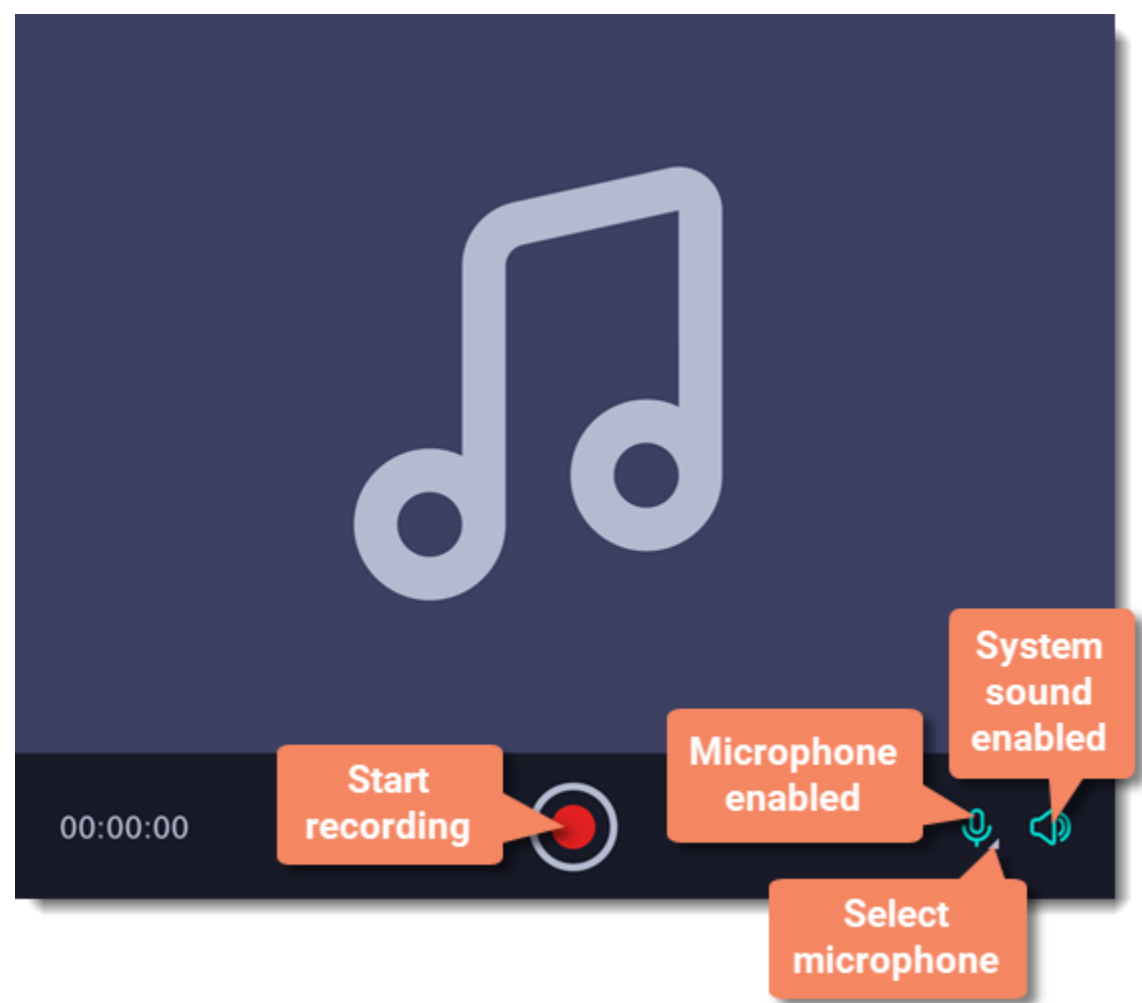 System
sound
enabled
Microphone
enabled
Start
recording
00:00:00
Select
microphone